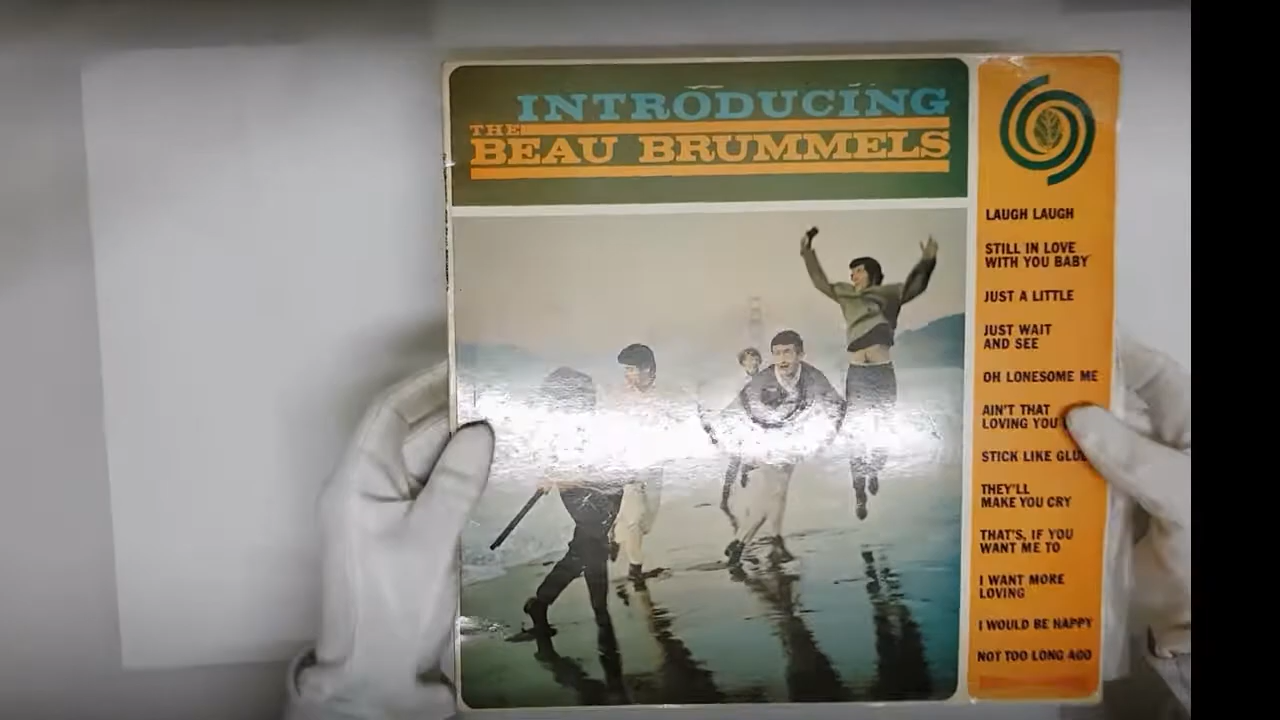 INTRODUCING
THE
BEAU BRUMMELS
LAUGH LAUGH
STILL IN LOVE
WITH YOU BABY
JUST A LITTLE
JUST WAIT
AND SEE
OH LONESOME ME
AIN'T THAT
LOVING YOU
STICK LIKE GLUE
THEY'LL
MAKE YOU CRY
THAT'S, IF YOU
WANT ME TO
I WANT MORE
LOVING
I WOULD BE HAPPY
NOT TOO LONG AGO